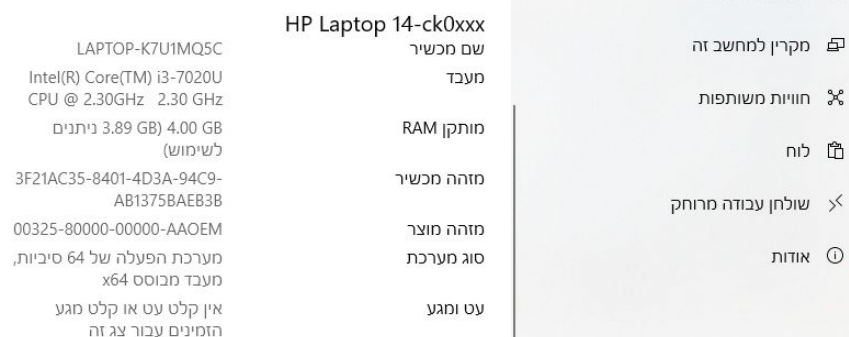 HP Laptop 14-ck0xxx
שם מכשיר LAPTOP-K7U1MQ5C
מעבד Intel(R) Core(TM) i3-7020U
CPU @ 2.30GHz 2.30 GHz
מותקן RAM 4.00 GB (3.89 GB ניתנים
לשימוש)
מזהה מכשיר 3F21AC35-8401-4D3A-94C9-
AB1375BAEB3B
מזהה מוצר 00325-80000-00000-AAOEM
סוג מערכת מערכת הפעלה של 64 סיביות,
מעבד מבוסס x64
עט ומגע אין קלט עט או קלט מגע
הזמינים עבור צג זה
מקרין למחשב זה
חוויות משותפות
לוח
שולחן עבודה מרוחק
אודות